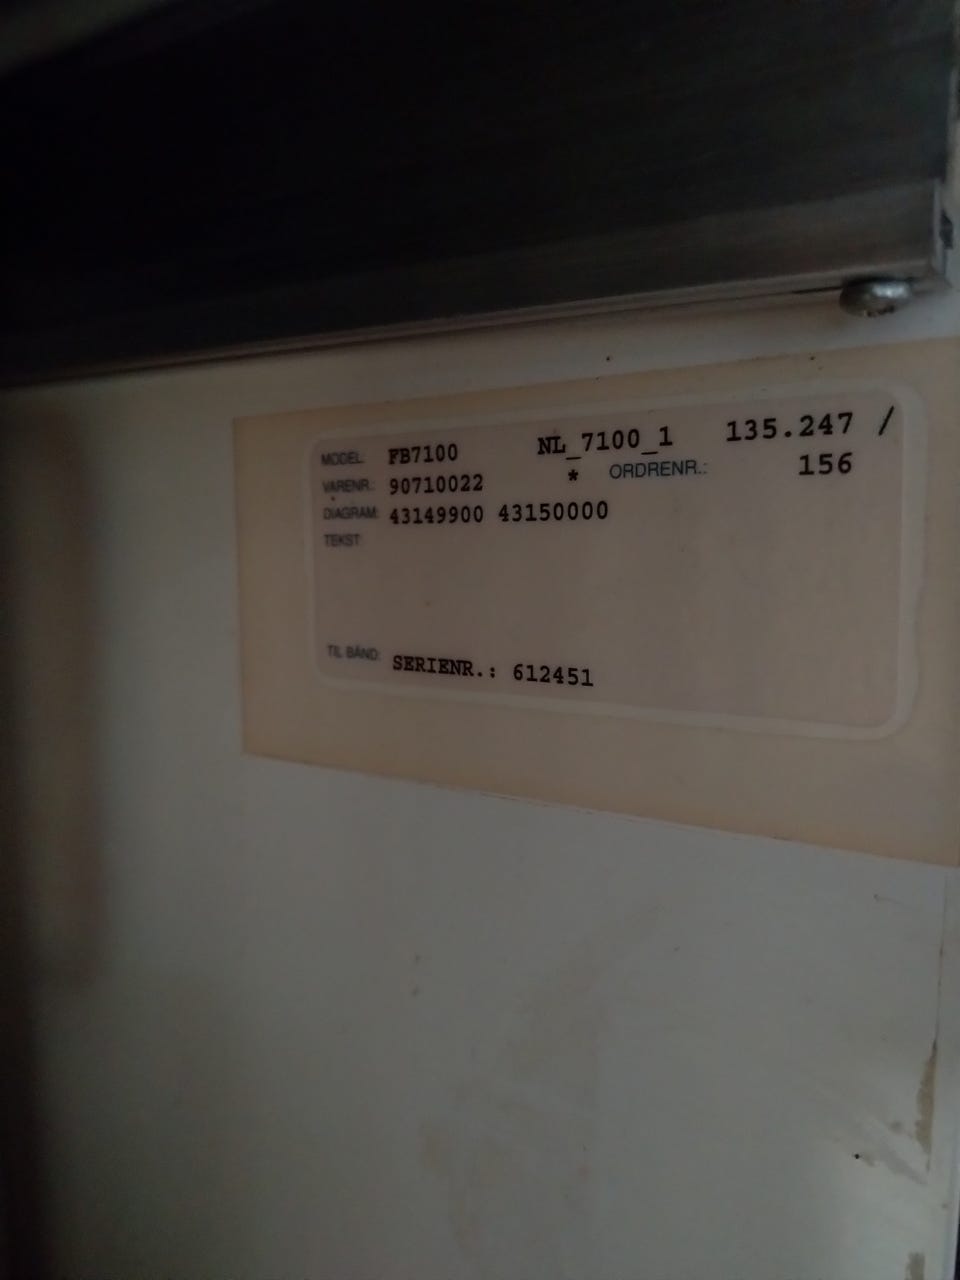 MODEL: FB7100 NL_7100_1 135.247 /
VARENR.: 90710022 * ORDRENR.: 156
DIAGRAM: 43149900 43150000
TEKST:
TIL BÅND: SERIENR.: 612451